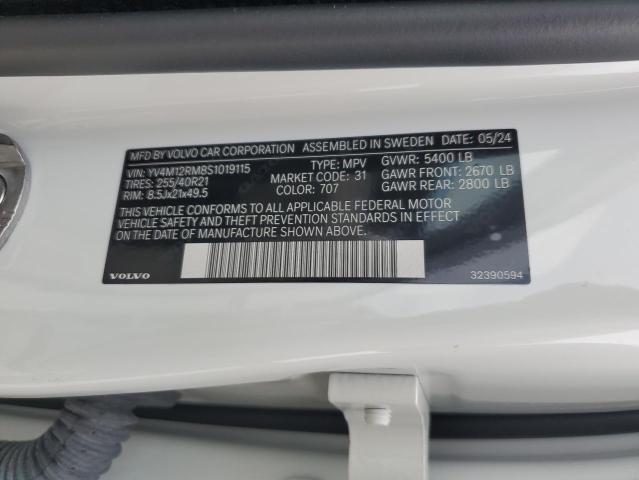 MFD BY VOLVO CAR CORPORATION ASSEMBLED IN SWEDEN DATE: 05/24
VIN: YV4M12RM8S1019115 TYPE: MPV GVWR: 5400 LB
TIRES: 255/40R21 MARKET CODE: 31 GAWR FRONT: 2670 LB
RIM: 8.5Jx21x49.5 COLOR: 707 GAWR REAR: 2800 LB
THIS VEHICLE CONFORMS TO ALL APPLICABLE FEDERAL MOTOR
VEHICLE SAFETY AND THEFT PREVENTION STANDARDS IN EFFECT
ON THE DATE OF MANUFACTURE SHOWN ABOVE.
VOLVO 32390594